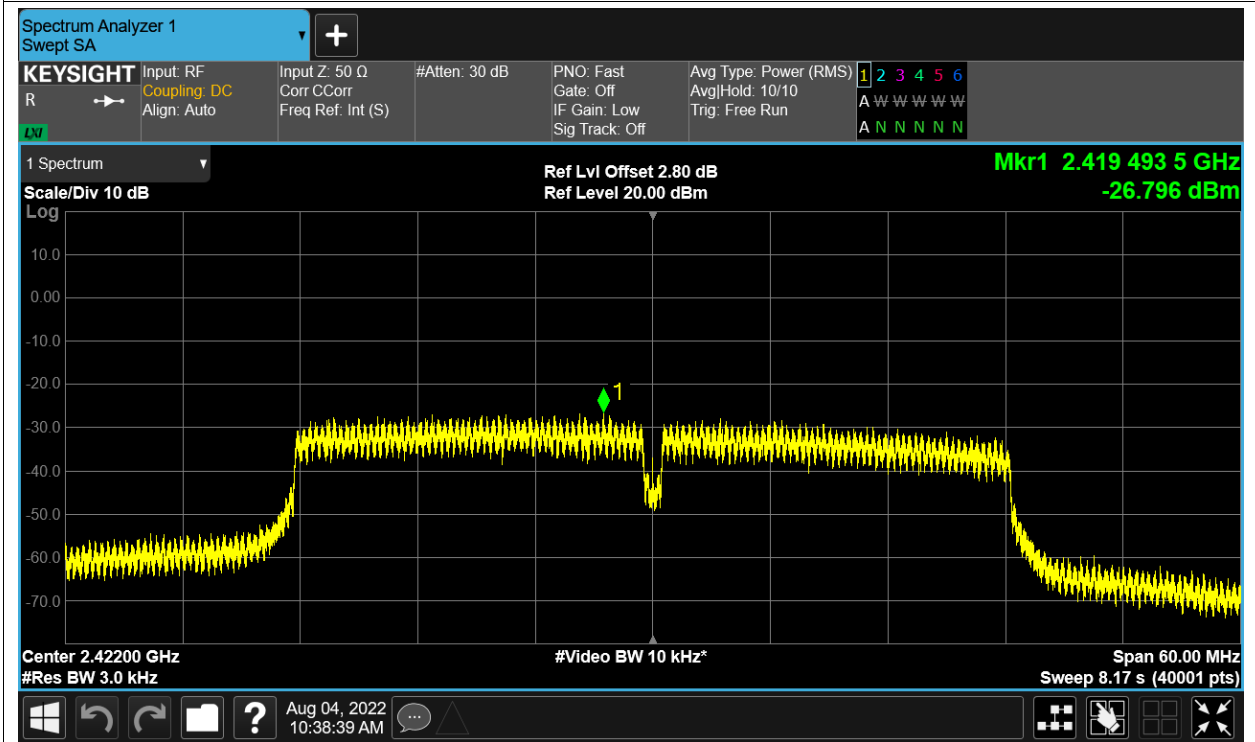 Spectrum Analyzer 1
Swept SA
+
KEYSIGHT
R
LXI
Input: RF
Coupling: DC
Align: Auto
Input Z: 50 Ω
Corr CCorr
Freq Ref: Int (S)
#Atten: 30 dB
PNO: Fast
Gate: Off
IF Gain: Low
Sig Track: Off
Avg Type: Power (RMS)
Avg|Hold: 10/10
Trig: Free Run
1 2 3 4 5 6
A W W W W W
A N N N N N
1 Spectrum
Scale/Div 10 dB
Log
Ref Lvl Offset 2.80 dB
Ref Level 20.00 dBm
Mkr1 2.419 493 5 GHz
-26.796 dBm
10.0
0.00
-10.0
-20.0
-30.0
-40.0
-50.0
-60.0
-70.0
1
Center 2.42200 GHz
#Res BW 3.0 kHz
#Video BW 10 kHz*
Span 60.00 MHz
Sweep 8.17 s (40001 pts)
?
Aug 04, 2022
10:38:39 AM